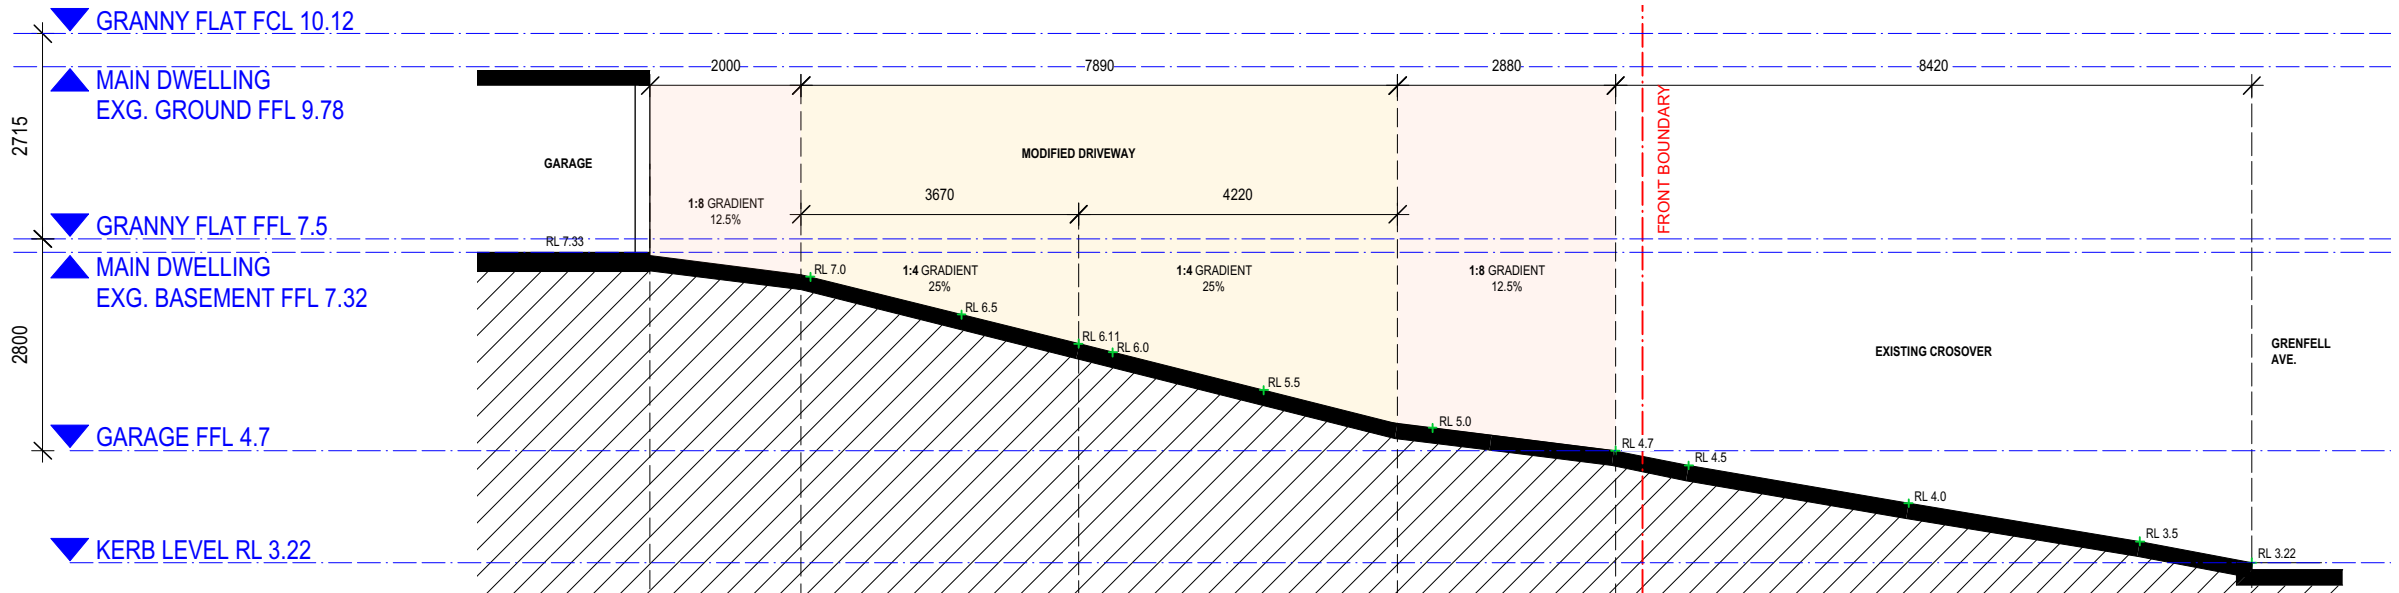 GRANNY FLAT FCL 10.12
MAIN DWELLING
EXG. GROUND FFL 9.78
2000
7890
2880
8420
2715
GARAGE
MODIFIED DRIVEWAY
FRONT BOUNDARY
3670
4220
1:8 GRADIENT
12.5%
GRANNY FLAT FFL 7.5
RL 7.33
MAIN DWELLING
EXG. BASEMENT FFL 7.32
RL 7.0
1:4 GRADIENT
25%
1:4 GRADIENT
25%
1:8 GRADIENT
12.5%
RL 6.5
2800
RL 6.11
RL 6.0
EXISTING CROSOVER
GRENFELL
AVE.
RL 5.5
RL 5.0
GARAGE FFL 4.7
RL 4.7
RL 4.5
RL 4.0
RL 3.5
KERB LEVEL RL 3.22
RL 3.22